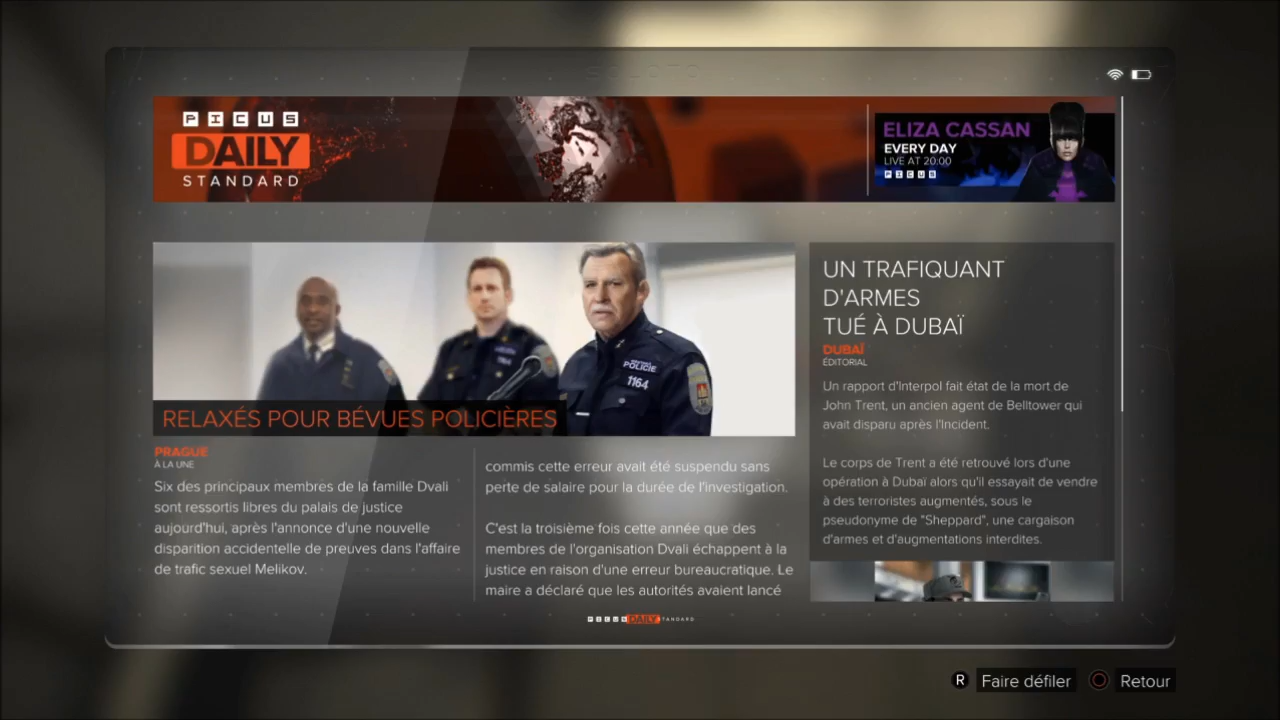 PICUS
DAILY
STANDARD
ELIZA CASSAN
EVERY DAY
LIVE AT 20:00
PICUS
POLICIE
1164
RELAXÉS POUR BÉVUES POLICIÈRES
PRAGUE
À LA UNE
Six des principaux membres de la famille Dvali
sont ressortis libres du palais de justice
aujourd'hui, après l'annonce d'une nouvelle
disparition accidentelle de preuves dans l'affaire
de trafic sexuel Melikov.
commis cette erreur avait été suspendu sans
perte de salaire pour la durée de l'investigation.
C'est la troisième fois cette année que des
membres de l'organisation Dvali échappent à la
justice en raison d'une erreur bureaucratique. Le
maire a déclaré que les autorités avaient lancé
UN TRAFIQUANT
D'ARMES
TUÉ À DUBAÏ
DUBAÏ
ÉDITORIAL
Un rapport d'Interpol fait état de la mort de
John Trent, un ancien agent de Belltower qui
avait disparu après l'Incident.
Le corps de Trent a été retrouvé lors d'une
opération à Dubaï alors qu'il essayait de vendre
à des terroristes augmentés, sous le
pseudonyme de "Sheppard", une cargaison
d'armes et d'augmentations interdites.
PICUS DAILY STANDARD
R Faire défiler Retour